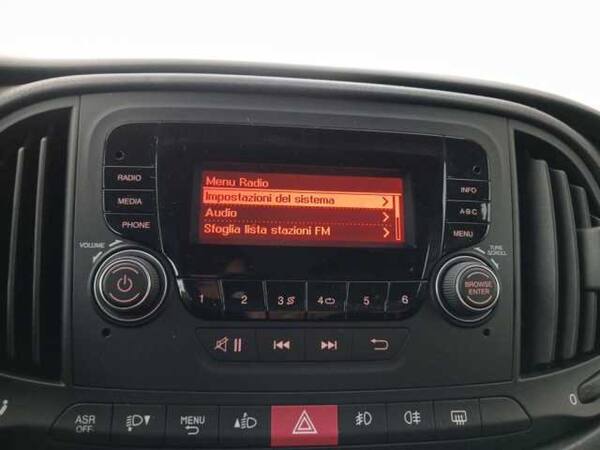 Menu Radio
Impostazioni del sistema
Audio
Sfoglia lista stazioni FM
RADIO
MEDIA
PHONE
INFO
A-B-C
MENU
VOLUME
TUNE
SCROLL
BROWSE
ENTER
1 2 3 4 5 6
ASR
OFF
MENU
0